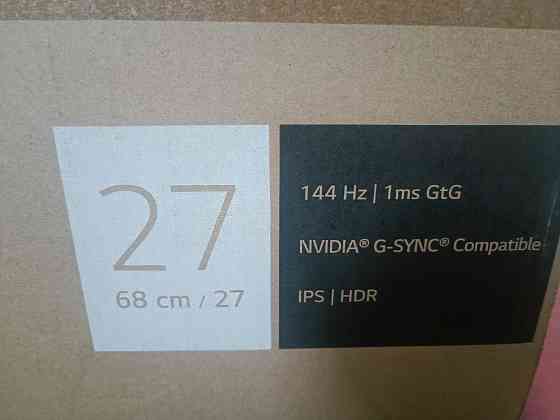 27
68 cm / 27
144 Hz | 1ms GtG
NVIDIA® G-SYNC® Compatible
IPS | HDR